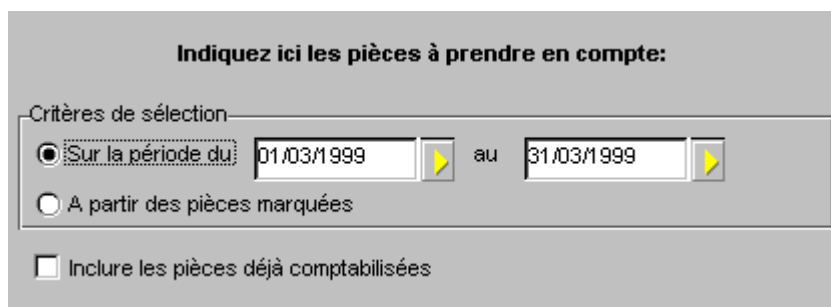 Indiquez ici les pièces à prendre en compte:
Critères de sélection
Sur la période du 01/03/1999 au 31/03/1999
A partir des pièces marquées
Inclure les pièces déjà comptabilisées